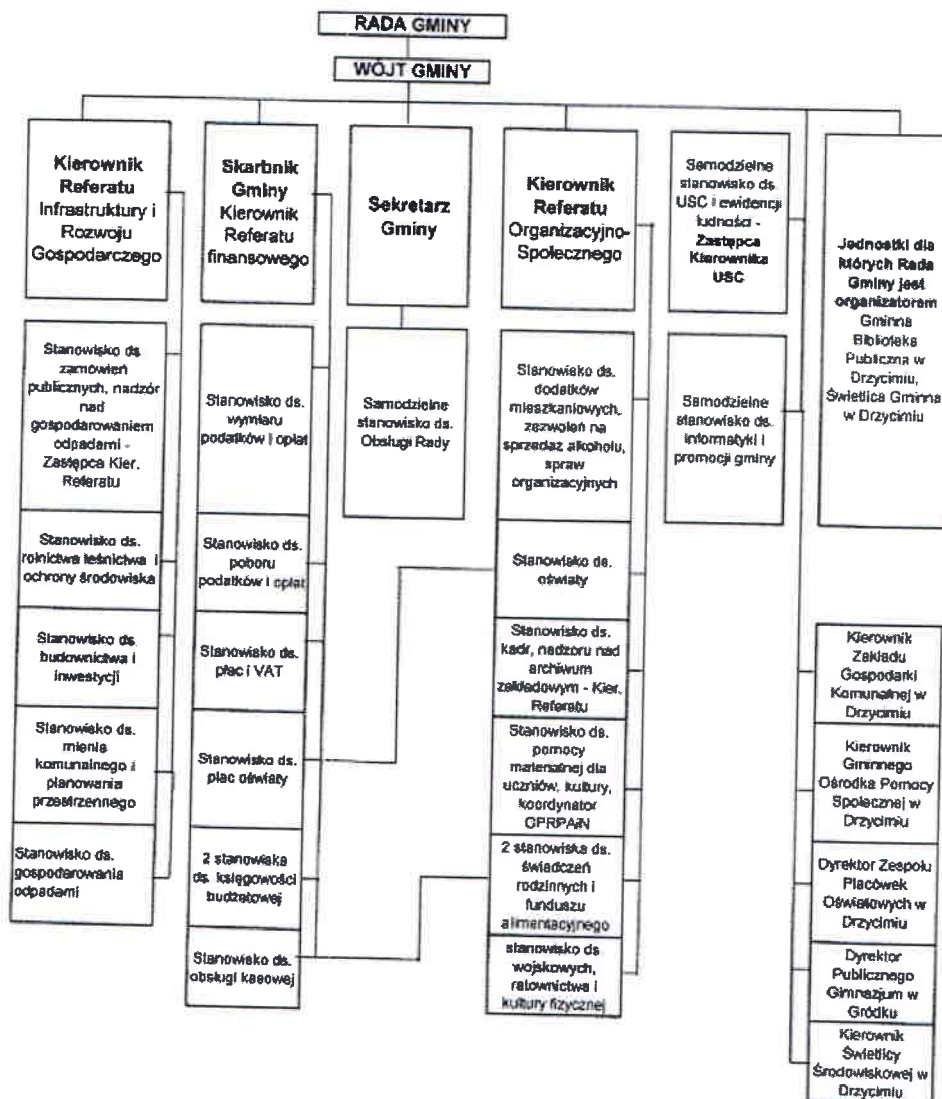 RADA GMINY
WÓJT GMINY
Kierownik
Referatu
Infrastruktury i
Rozwoju
Gospodarczego
Stanowisko ds.
zamówień
publicznych, nadzór
nad
gospodarowaniem
odpadami -
Zastępca Kier.
Referatu
Stanowisko ds.
rolnictwa leśnictwa i
ochrony środowiska
Stanowisko ds.
budownictwa i
inwestycji
Stanowisko ds.
mienia
komunalnego i
planowania
przestrzennego
Stanowisko ds.
gospodarowania
odpadami
Skarbnik
Gminy
Kierownik
Referatu
finansowego
Stanowisko ds.
wymiaru
podatków i opłat
Stanowisko ds.
poboru
podatków i opłat
Stanowisko ds.
płac i VAT
Stanowisko ds.
płac oświaty
2 stanowiska
ds. księgowości
budżetowej
Stanowisko ds.
obsługi kasowej
Sekretarz
Gminy
Samodzielne
stanowisko ds.
Obsługi Rady
Kierownik
Referatu
Organizacyjno-
Społecznego
Stanowisko ds.
dodatków
mieszkaniowych,
zezwoleń na
sprzedaż alkoholu,
spraw
organizacyjnych
Stanowisko ds.
oświaty
Stanowisko ds.
kadr, nadzoru nad
archiwum
zakładowym - Kier.
Referatu
Stanowisko ds.
pomocy
materialnej dla
uczniów, kultury,
koordynator
GPRPAiN
2 stanowiska ds.
świadczeń
rodzinnych i
funduszu
alimentacyjnego
stanowisko ds
wojskowych,
ratownictwa i
kultury fizycznej
Samodzielne
stanowisko ds.
USC i ewidencji
ludności -
Zastępca
Kierownika
USC
Samodzielne
stanowisko ds.
informatyki i
promocji gminy
Jednostki dla
których Rada
Gminy jest
organizatorem
Gminna
Biblioteka
Publiczna w
Drzycimiu,
Świetlica Gminna
w Drzycimiu
Kierownik
Zakładu
Gospodarki
Komunalnej w
Drzycimiu
Kierownik
Gminnego
Ośrodka Pomocy
Społecznej w
Drzycimiu
Dyrektor Zespołu
Placówek
Oświatowych w
Drzycimiu
Dyrektor
Publicznego
Gimnazjum w
Gródku
Kierownik
Świetlicy
Środowiskowej w
Drzycimiu